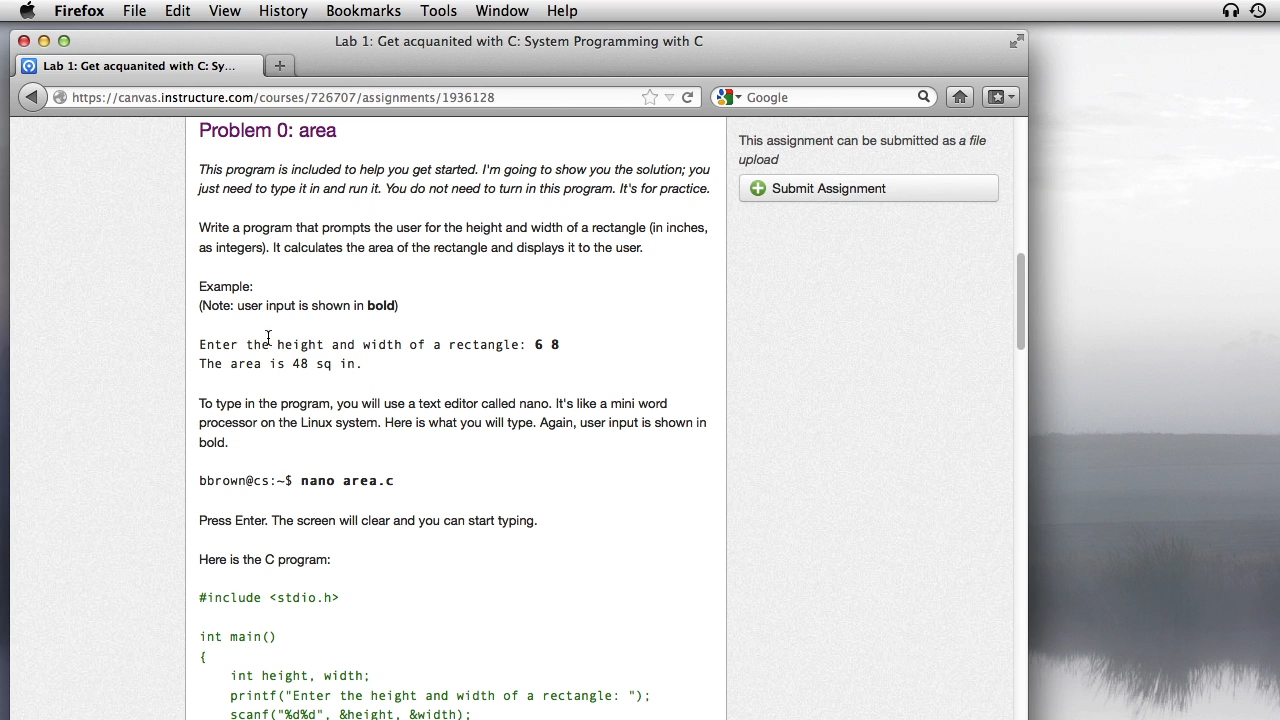 Firefox File Edit View History Bookmarks Tools Window Help
Lab 1: Get acquanited with C: System Programming with C
Lab 1: Get acquanited with C: Sy...
https://canvas.instructure.com/courses/726707/assignments/1936128
Google
Problem 0: area
This program is included to help you get started. I'm going to show you the solution; you
just need to type it in and run it. You do not need to turn in this program. It's for practice.
Write a program that prompts the user for the height and width of a rectangle (in inches,
as integers). It calculates the area of the rectangle and displays it to the user.
Example:
(Note: user input is shown in bold)
Enter the height and width of a rectangle: 6 8
The area is 48 sq in.
To type in the program, you will use a text editor called nano. It's like a mini word
processor on the Linux system. Here is what you will type. Again, user input is shown in
bold.
bbrown@cs:~$ nano area.c
Press Enter. The screen will clear and you can start typing.
Here is the C program:
#include <stdio.h>
int main()
{
int height, width;
printf("Enter the height and width of a rectangle: ");
scanf("%d%d", &height, &width);
This assignment can be submitted as a file
upload
Submit Assignment